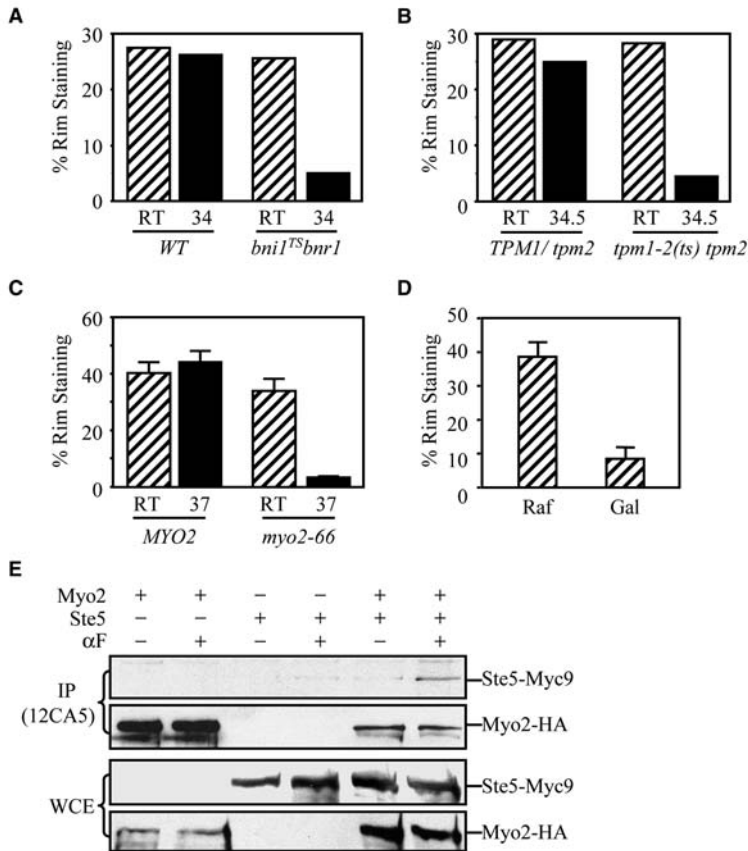 A
% Rim Staining
30
20
10
0
RT 34 RT 34
WT bni1TSbnr1
B
% Rim Staining
30
20
10
0
RT 34.5 RT 34.5
TPM1/ tpm2 tpm1-2(ts) tpm2
C
% Rim Staining
60
40
20
0
RT 37 RT 37
MYO2 myo2-66
D
% Rim Staining
50
40
30
20
10
0
Raf Gal
E
Myo2 + + – – + +
Ste5 – – + + + +
αF – + – + – +
IP
(12CA5)
Ste5-Myc9
Myo2-HA
WCE
Ste5-Myc9
Myo2-HA